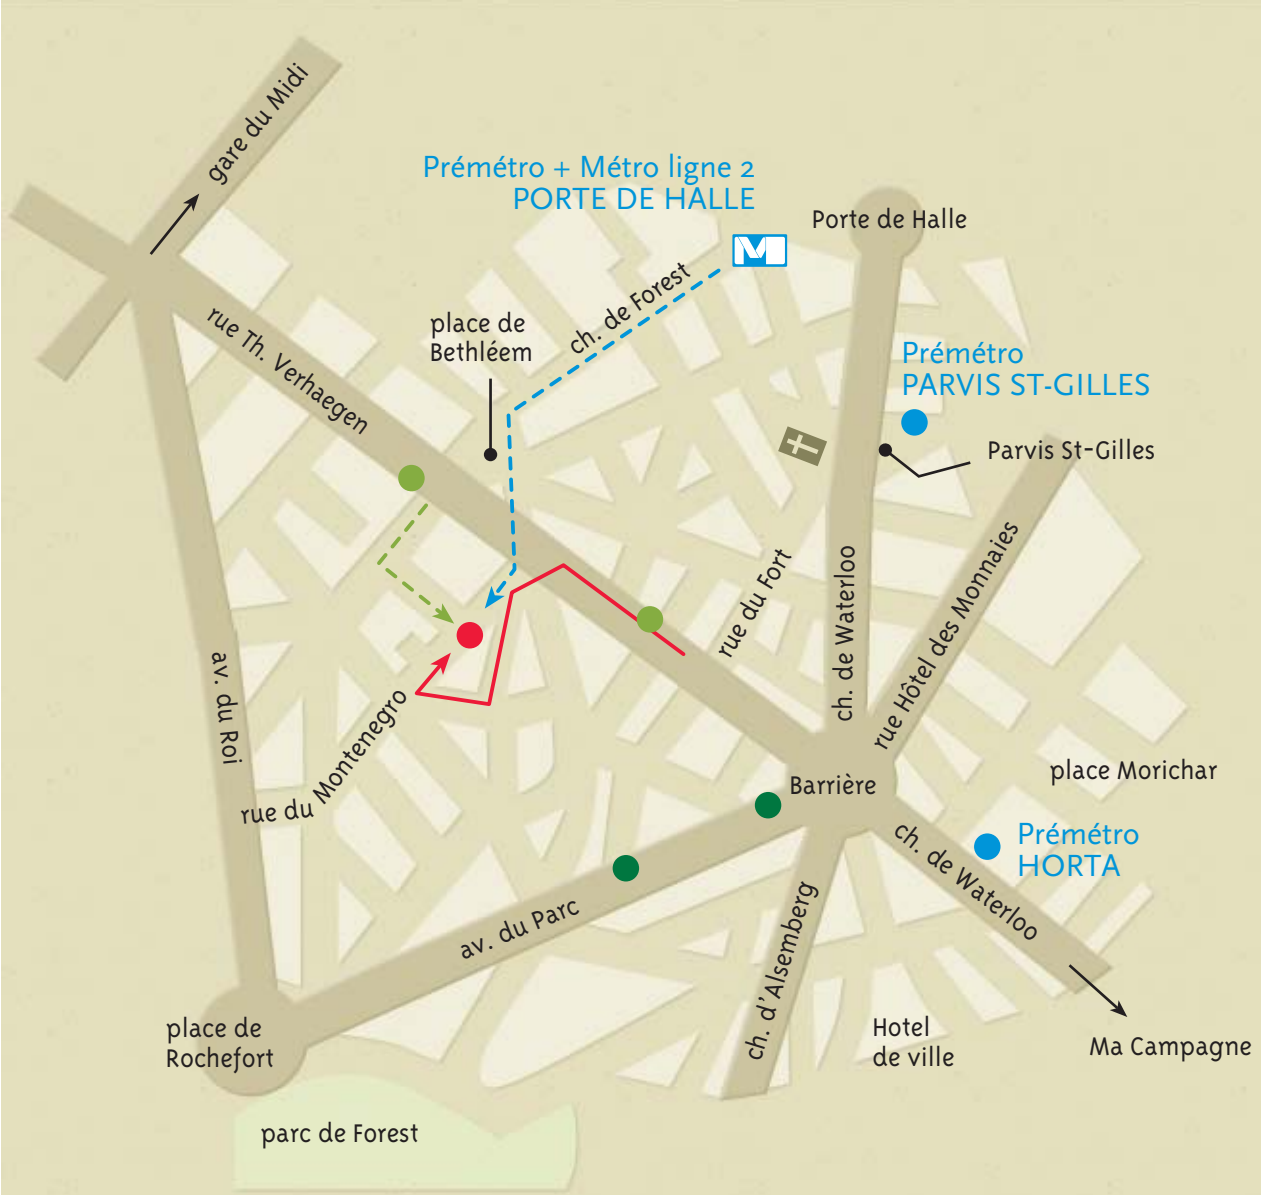 gare du Midi
Prémétro + Métro ligne 2
PORTE DE HALLE
M
Porte de Halle
ch. de Forest
place de
Bethléem
rue Th. Verhaegen
Prémétro
PARVIS ST-GILLES
Parvis St-Gilles
rue du Fort
ch. de Waterloo
rue Hôtel des Monnaies
av. du Roi
rue du Montenegro
Barrière
place Morichar
Prémétro
HORTA
ch. de Waterloo
av. du Parc
ch. d'Alsemberg
place de
Rochefort
Hotel
de ville
Ma Campagne
parc de Forest